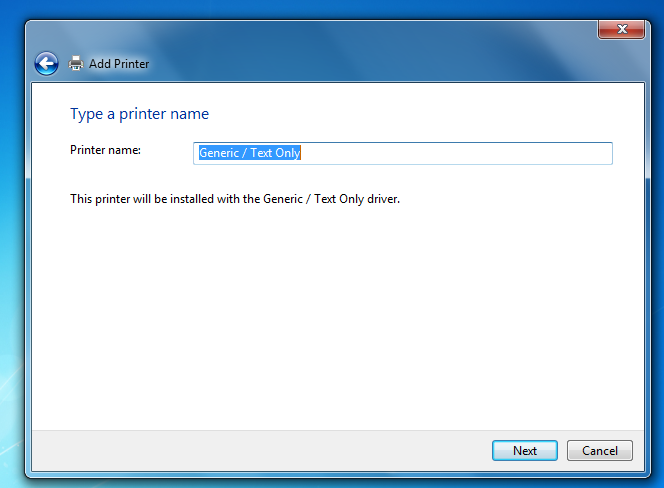 Add Printer
Type a printer name
Printer name:
Generic / Text Only
This printer will be installed with the Generic / Text Only driver.
Next
Cancel